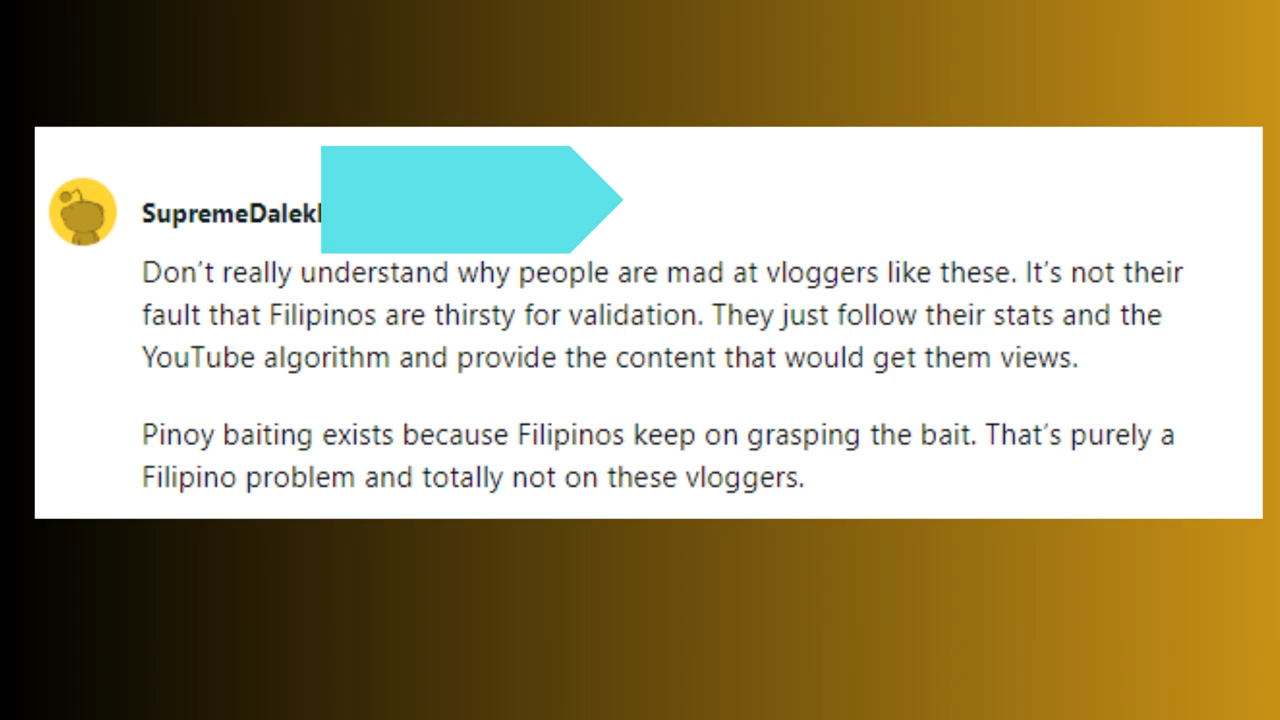 Don't really understand why people are mad at vloggers like these. It's not their
fault that Filipinos are thirsty for validation. They just follow their stats and the
YouTube algorithm and provide the content that would get them views.
Pinoy baiting exists because Filipinos keep on grasping the bait. That's purely a
Filipino problem and totally not on these vloggers.